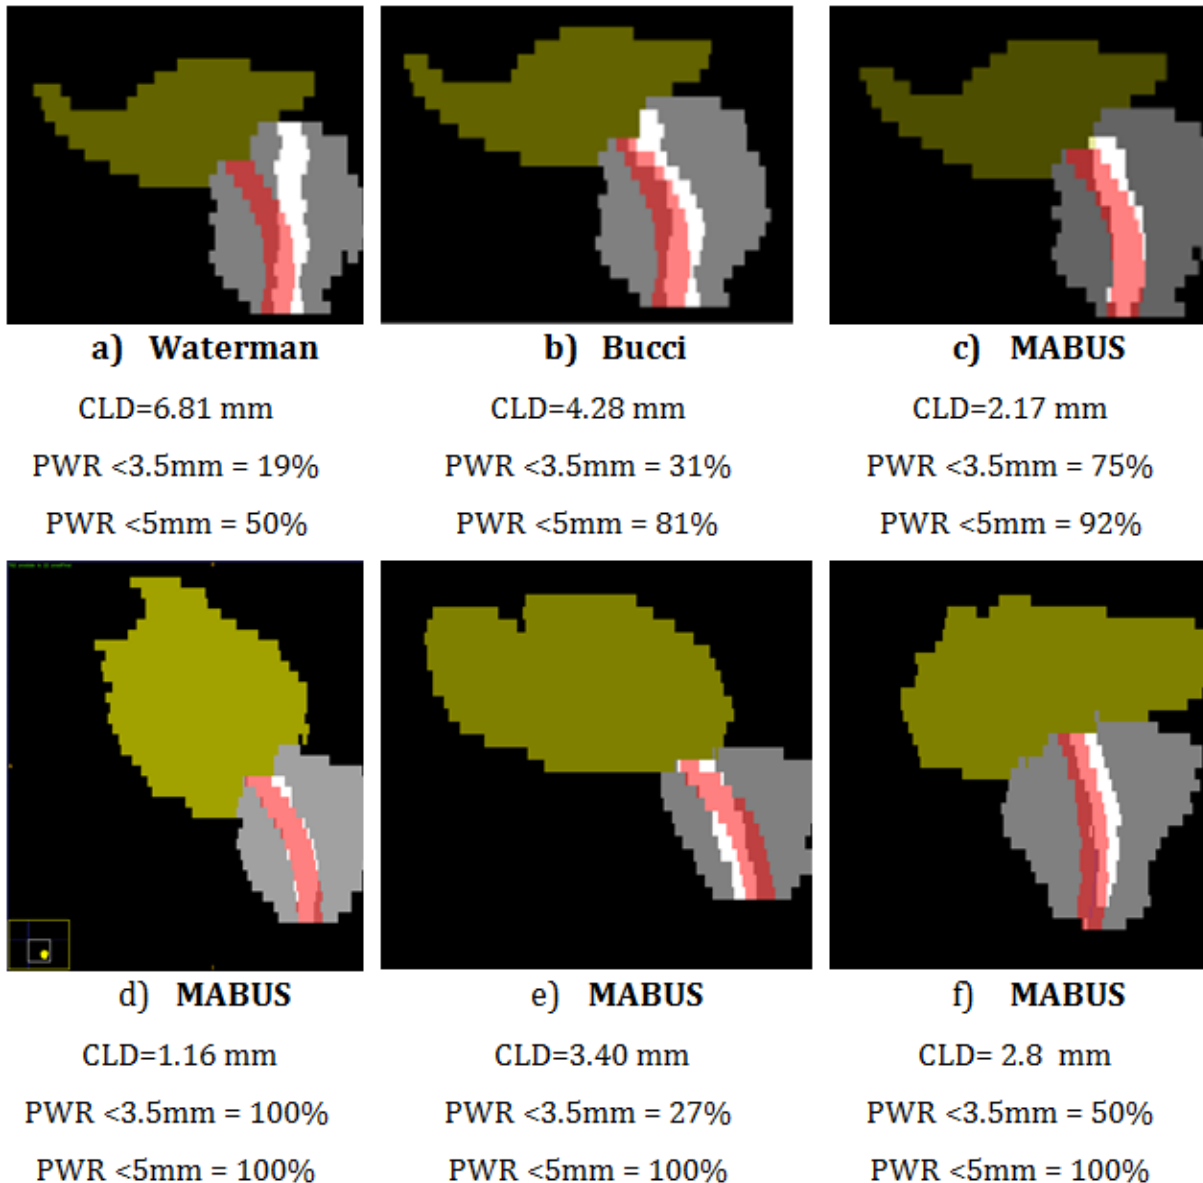 a) Waterman
CLD=6.81 mm
PWR <3.5mm = 19%
PWR <5mm = 50%
b) Bucci
CLD=4.28 mm
PWR <3.5mm = 31%
PWR <5mm = 81%
c) MABUS
CLD=2.17 mm
PWR <3.5mm = 75%
PWR <5mm = 92%
d) MABUS
CLD=1.16 mm
PWR <3.5mm = 100%
PWR <5mm = 100%
e) MABUS
CLD=3.40 mm
PWR <3.5mm = 27%
PWR <5mm = 100%
f) MABUS
CLD= 2.8 mm
PWR <3.5mm = 50%
PWR <5mm = 100%